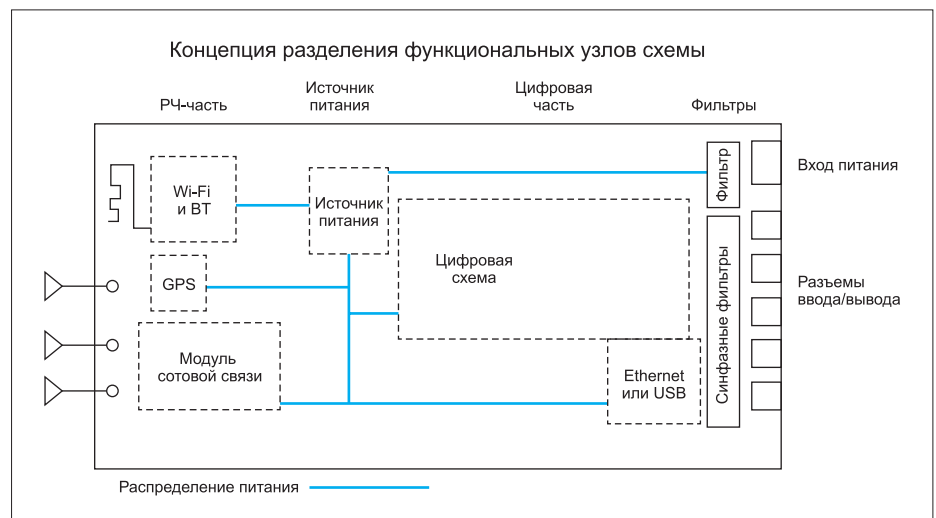 Концепция разделения функциональных узлов схемы
РЧ-часть
Источник
питания
Цифровая
часть
Фильтры
Wi-Fi
и ВТ
Источник
питания
Фильтр
Вход питания
Цифровая
схема
GPS
Синфазные фильтры
Разъемы
ввода/вывода
Модуль
сотовой связи
Ethernet
или USB
Распределение питания